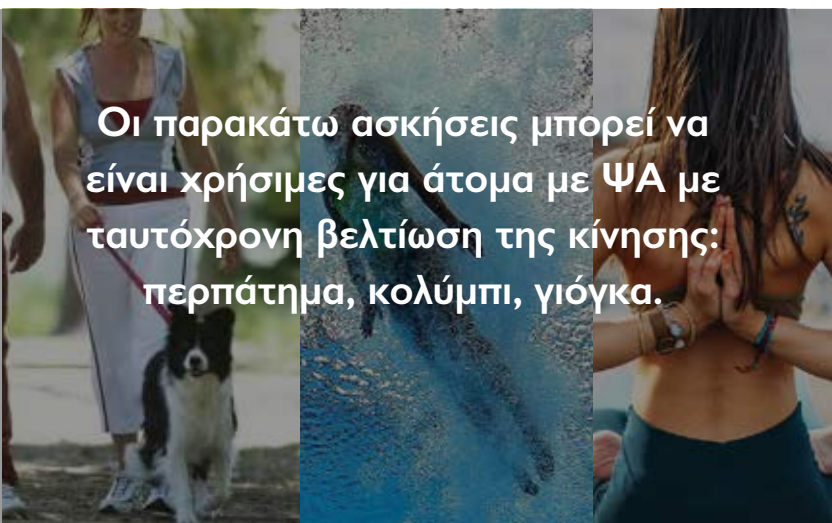 Οι παρακάτω ασκήσεις μπορεί να
είναι χρήσιμες για άτομα με ΨΑ με
ταυτόχρονη βελτίωση της κίνησης:
περπάτημα, κολύμπι, γιόγκα.